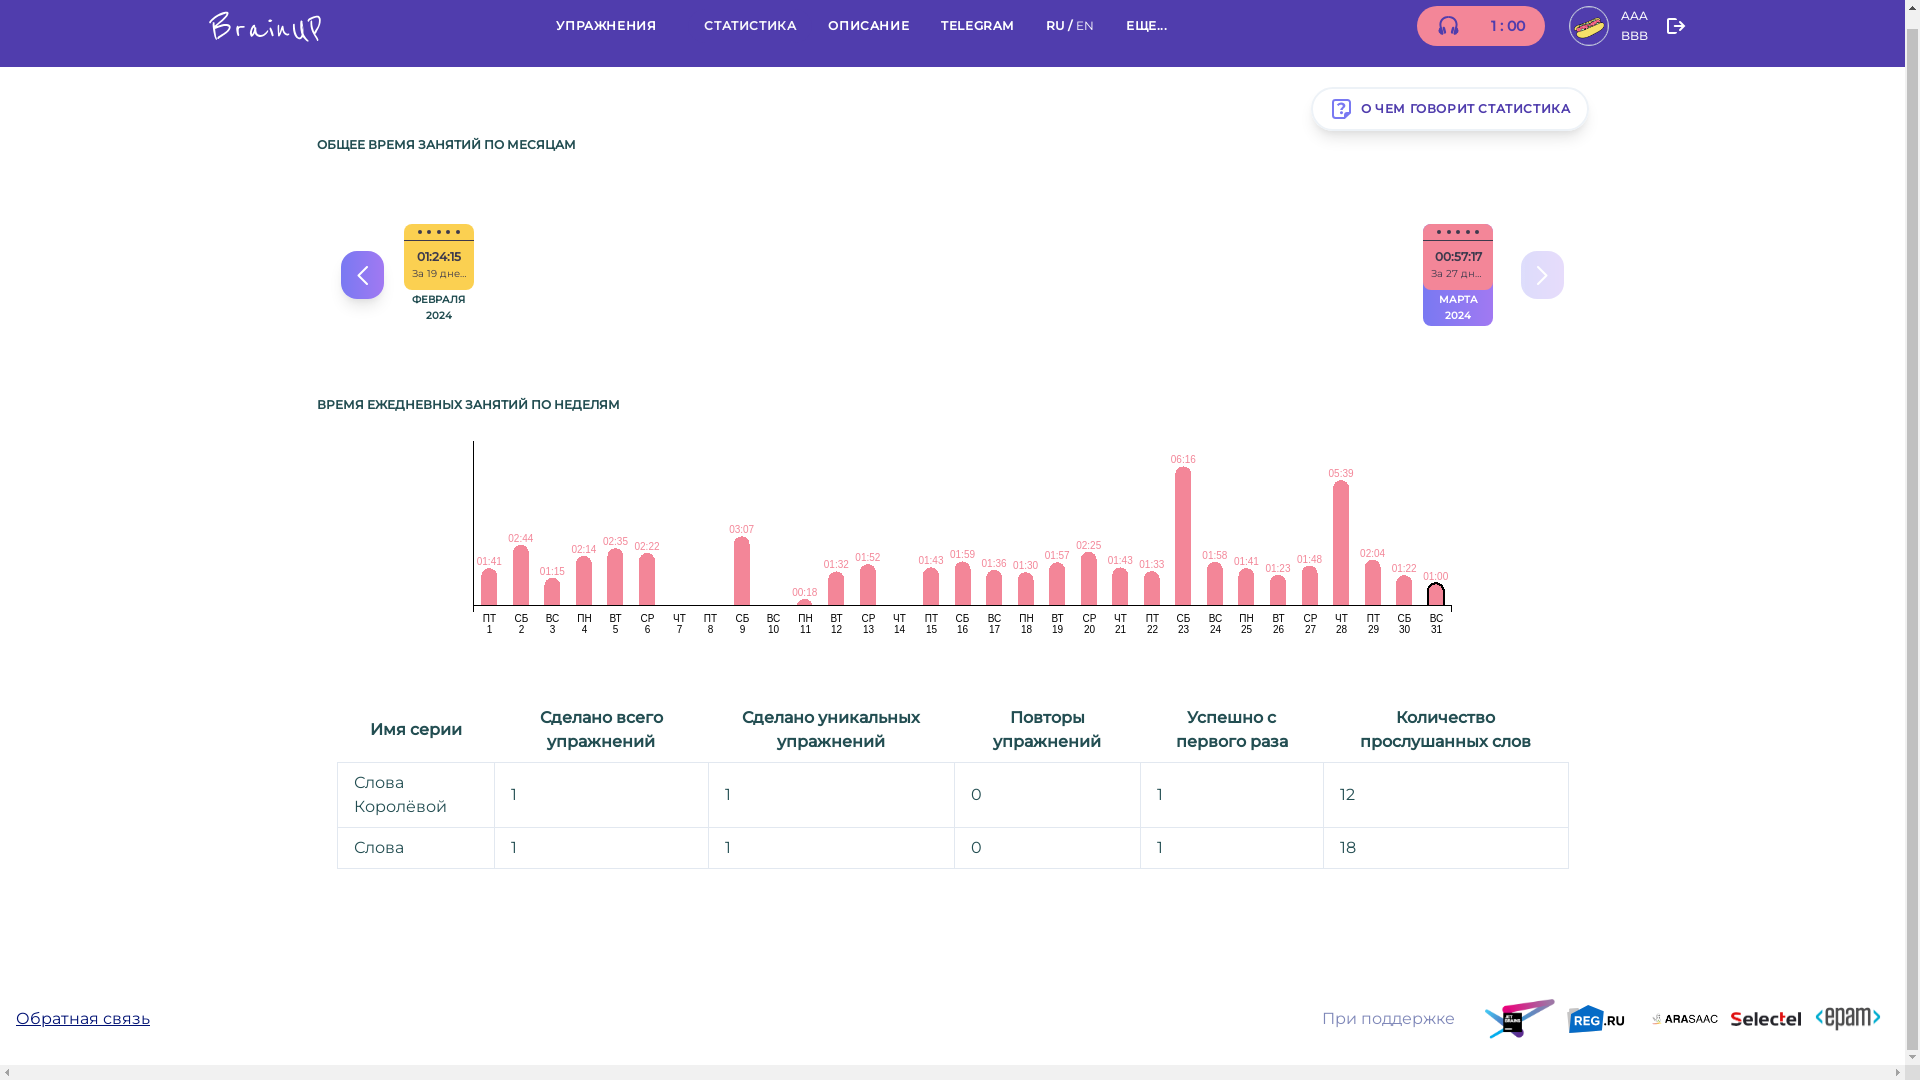 BrainUP
УПРАЖНЕНИЯ СТАТИСТИКА ОПИСАНИЕ TELEGRAM RU / EN ЕЩЕ...
1 : 00
AAA
BBB
О ЧЕМ ГОВОРИТ СТАТИСТИКА
ОБЩЕЕ ВРЕМЯ ЗАНЯТИЙ ПО МЕСЯЦАМ
01:24:15
За 19 дне...
ФЕВРАЛЯ
2024
00:57:17
За 27 дн...
МАРТА
2024
ВРЕМЯ ЕЖЕДНЕВНЫХ ЗАНЯТИЙ ПО НЕДЕЛЯМ
01:41 02:44 01:15 02:14 02:35 02:22 03:07 00:18 01:32 01:52 01:43 01:59 01:36 01:30 01:57 02:25 01:43 01:33 06:16 01:58 01:41 01:23 01:48 05:39 02:04 01:22 01:00
ПТ СБ ВС ПН ВТ СР ЧТ ПТ СБ ВС ПН ВТ СР ЧТ ПТ СБ ВС ПН ВТ СР ЧТ ПТ СБ ВС ПН ВТ СР ЧТ ПТ СБ ВС
1 2 3 4 5 6 7 8 9 10 11 12 13 14 15 16 17 18 19 20 21 22 23 24 25 26 27 28 29 30 31
Имя серии
Сделано всего
упражнений
Сделано уникальных
упражнений
Повторы
упражнений
Успешно с
первого раза
Количество
прослушанных слов
Слова
Королёвой
1 1 0 1 12
Слова 1 1 0 1 18
Обратная связь
При поддержке
JET
BRAINS
REG.RU
ARASAAC
Selectel
<epam>